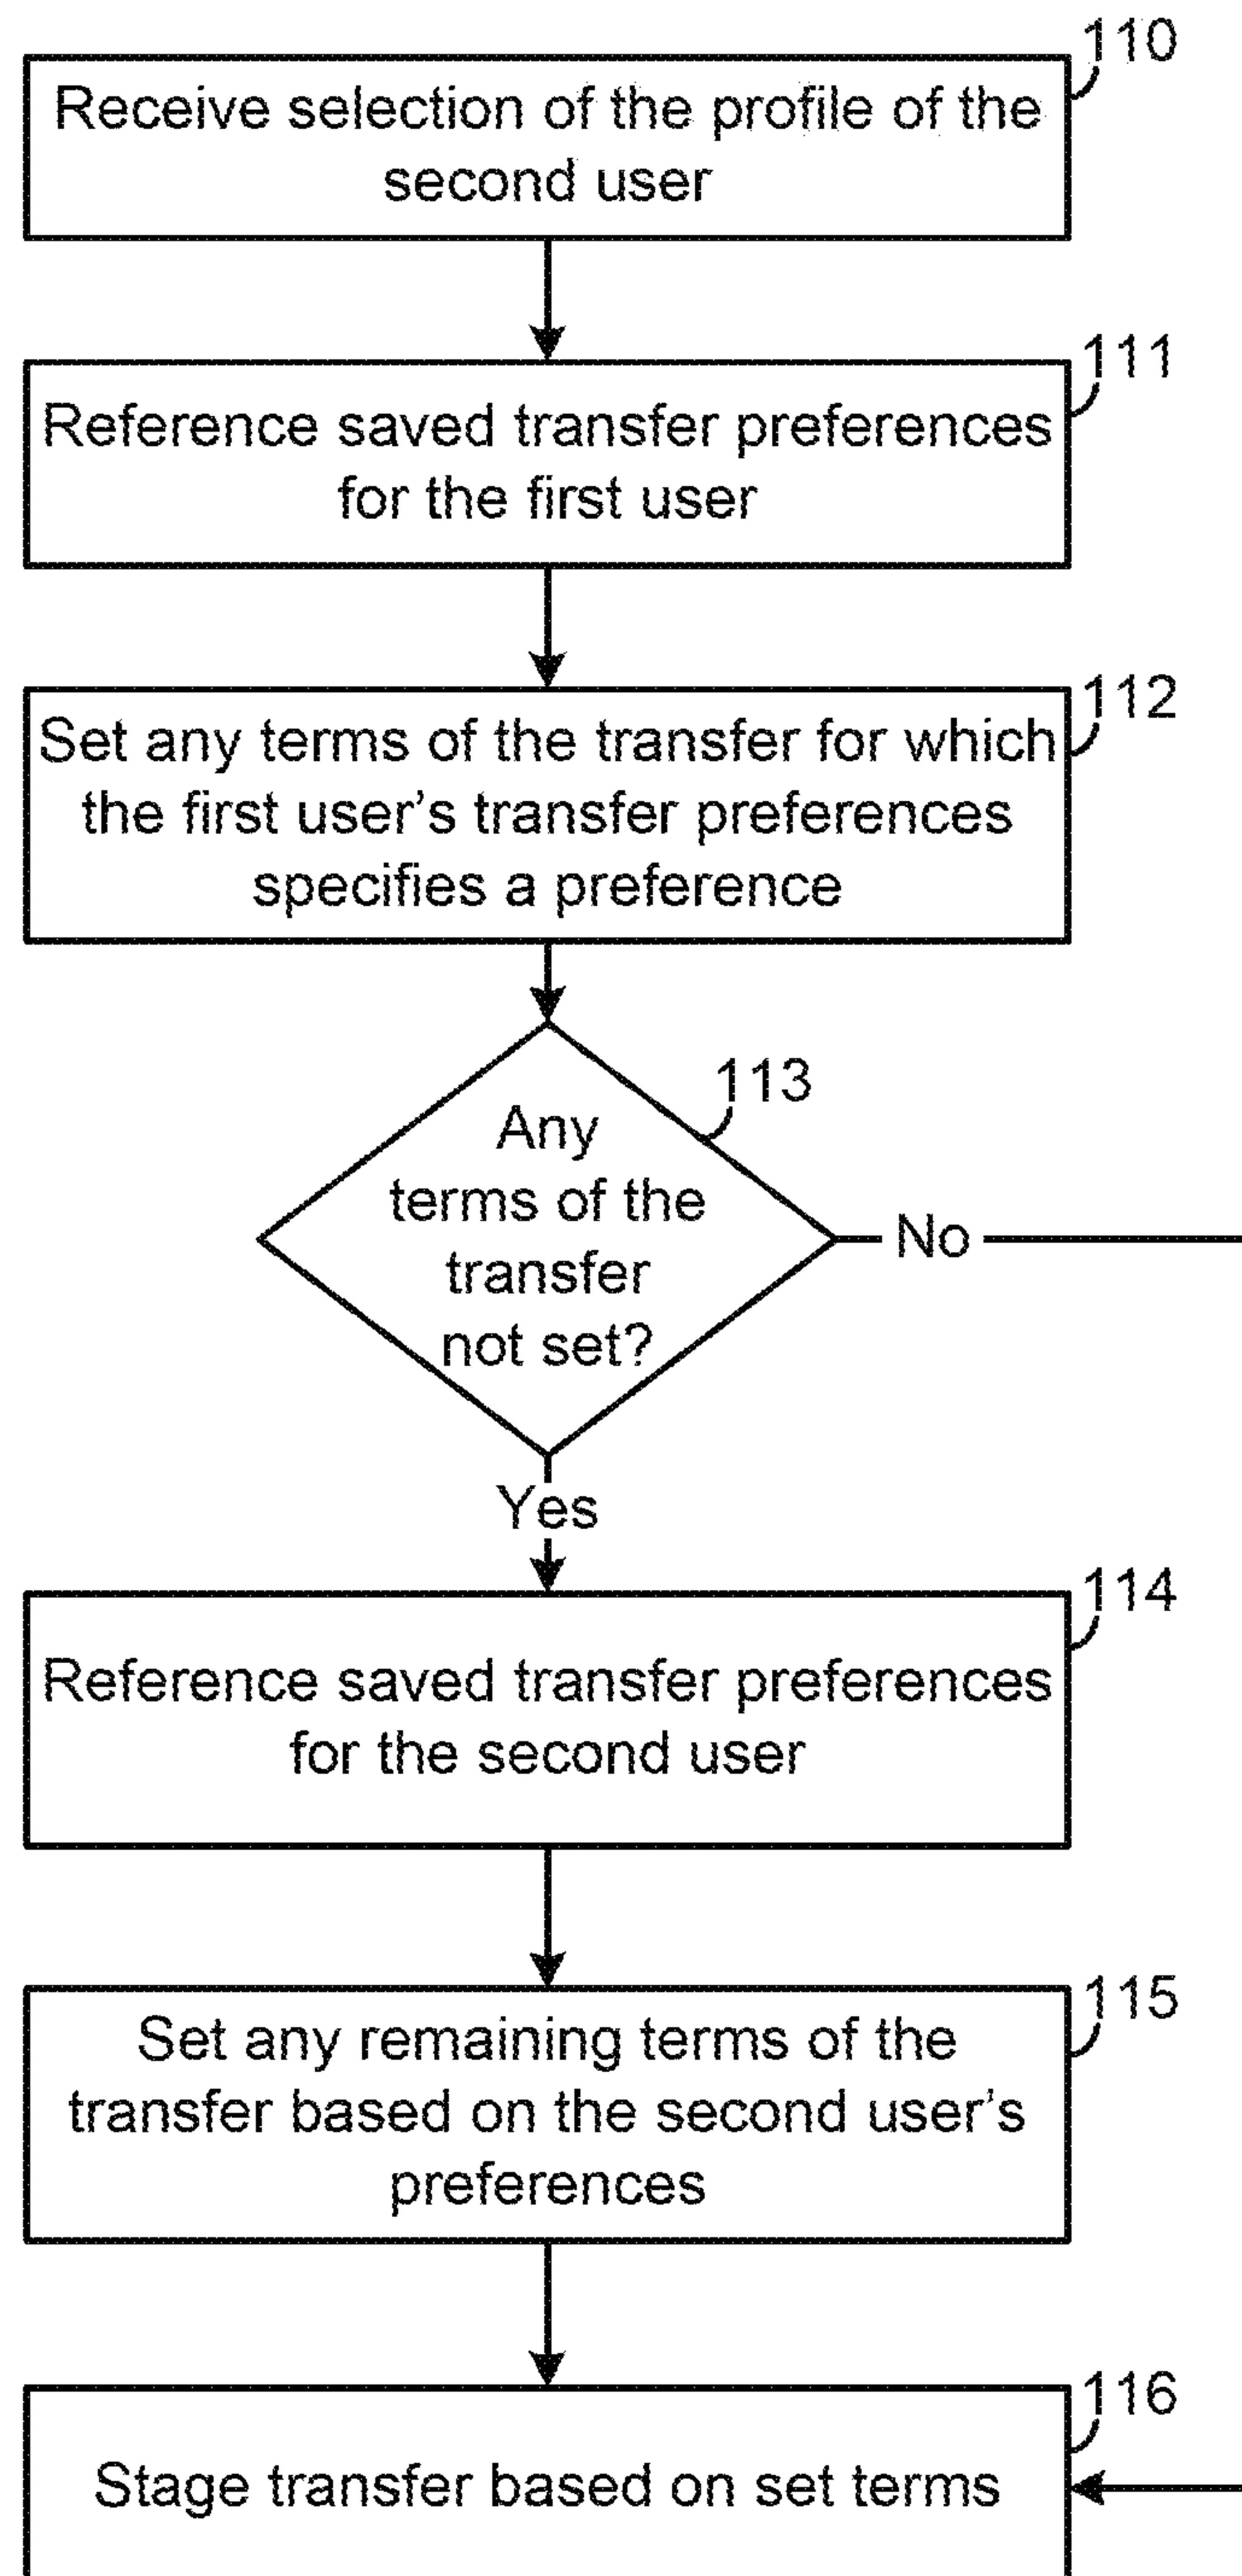 110
Receive selection of the profile of the
second user
111
Reference saved transfer preferences
for the first user
112
Set any terms of the transfer for which
the first user’s transfer preferences
specifies a preference
113
Any
terms of the
transfer
not set?
No
Yes
114
Reference saved transfer preferences
for the second user
115
Set any remaining terms of the
transfer based on the second user’s
preferences
116
Stage transfer based on set terms